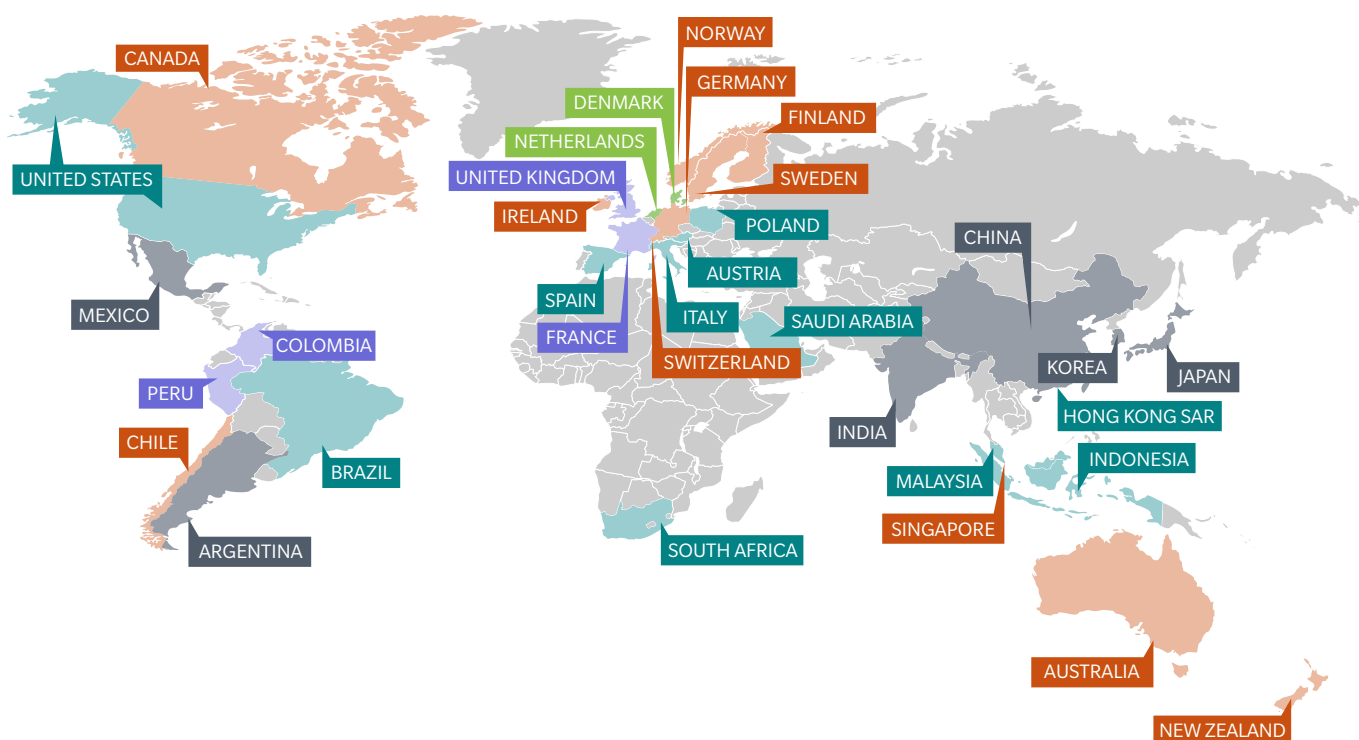 NORWAY
CANADA
GERMANY
DENMARK
FINLAND
NETHERLANDS
UNITED KINGDOM
UNITED STATES
SWEDEN
IRELAND
POLAND
CHINA
AUSTRIA
SPAIN
MEXICO
ITALY
SAUDI ARABIA
FRANCE
COLOMBIA
SWITZERLAND
KOREA
JAPAN
PERU
HONG KONG SAR
INDIA
CHILE
INDONESIA
BRAZIL
MALAYSIA
SINGAPORE
ARGENTINA
SOUTH AFRICA
AUSTRALIA
NEW ZEALAND